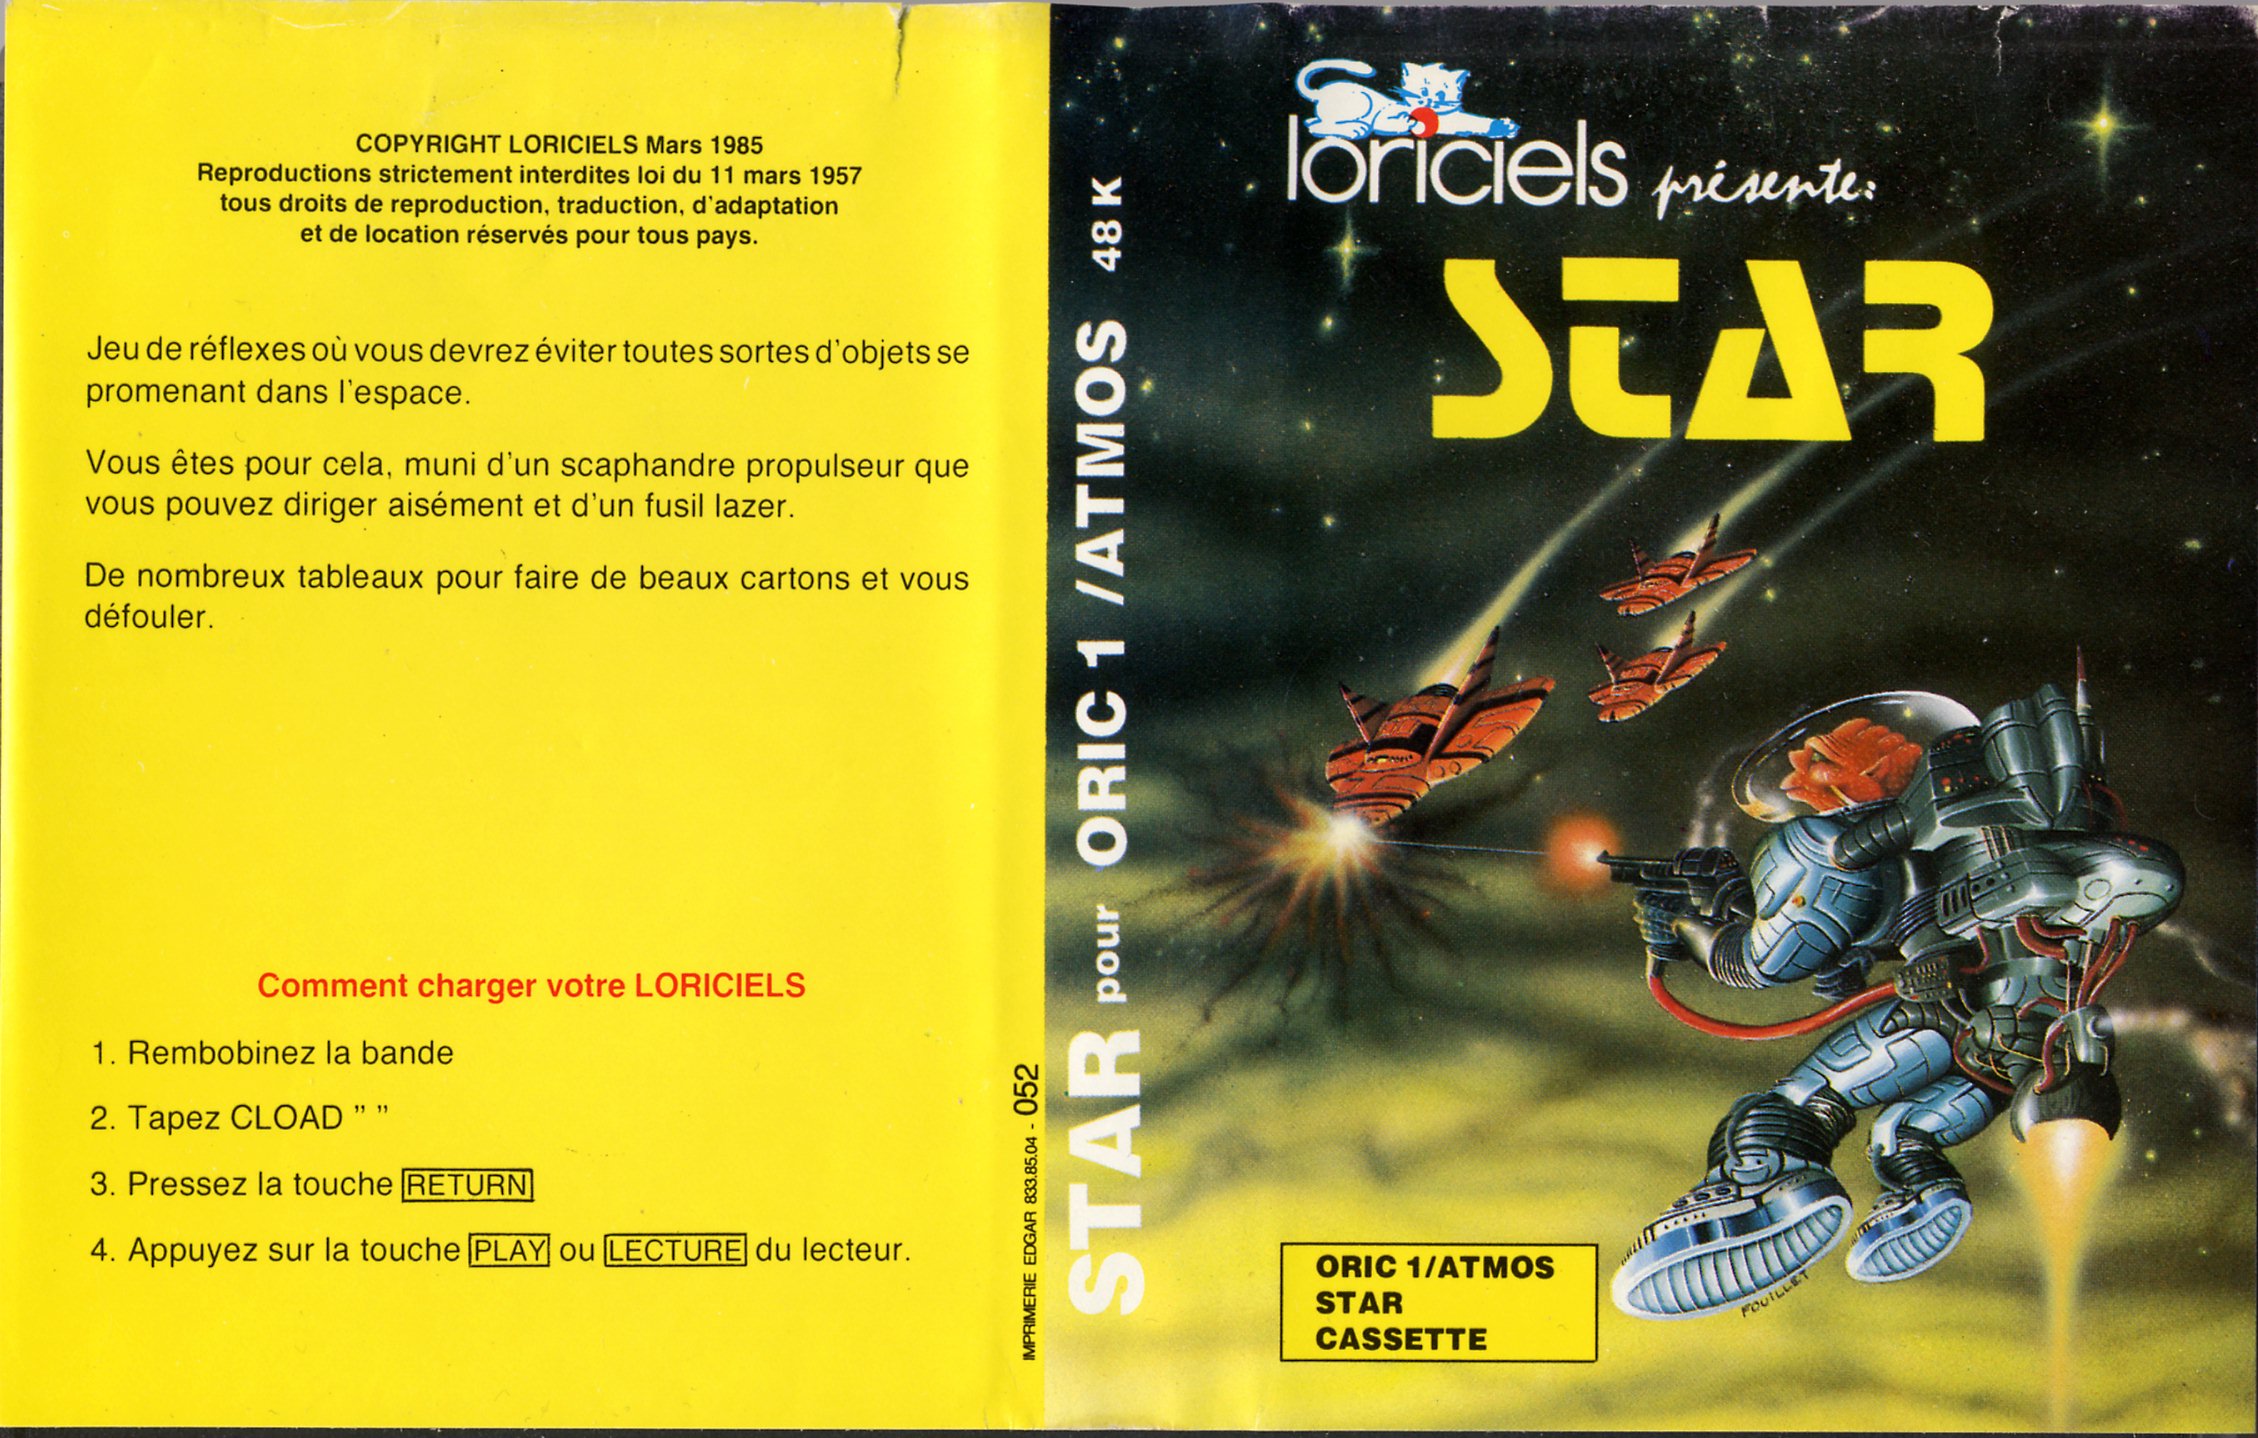 COPYRIGHT LORICIELS Mars 1985
Reproductions strictement interdites loi du 11 mars 1957
tous droits de reproduction, traduction, d'adaptation
et de location réservés pour tous pays.
Jeu de réflexes où vous devrez éviter toutes sortes d'objets se
promenant dans l'espace.
Vous êtes pour cela, muni d'un scaphandre propulseur que
vous pouvez diriger aisément et d'un fusil lazer.
De nombreux tableaux pour faire de beaux cartons et vous
défouler.
Comment charger votre LORICIELS
1. Rembobinez la bande
2. Tapez CLOAD ” ”
3. Pressez la touche RETURN
4. Appuyez sur la touche PLAY ou LECTURE du lecteur.
IMPRIMERIE EDGAR 833.85.04 - 052
STAR pour ORIC 1 /ATMOS 48 K
loriciels présente:
STAR
ORIC 1/ATMOS
STAR
CASSETTE
FOUILLET